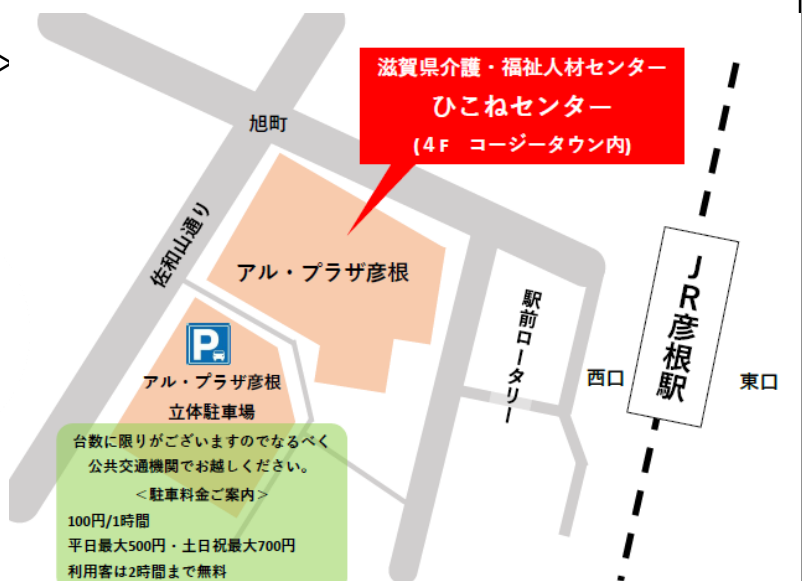 滋賀県介護・福祉人材センター
ひこねセンター
(４F　コージータウン内)
旭町
佐和山通り
アル・プラザ彦根
駅前ロータリー
JR彦根駅
西口
東口
P
アル・プラザ彦根
立体駐車場
台数に限りがございますのでなるべく
公共交通機関でお越しください。
＜駐車料金ご案内＞
100円/1時間
平日最大500円・土日祝最大700円
利用客は2時間まで無料